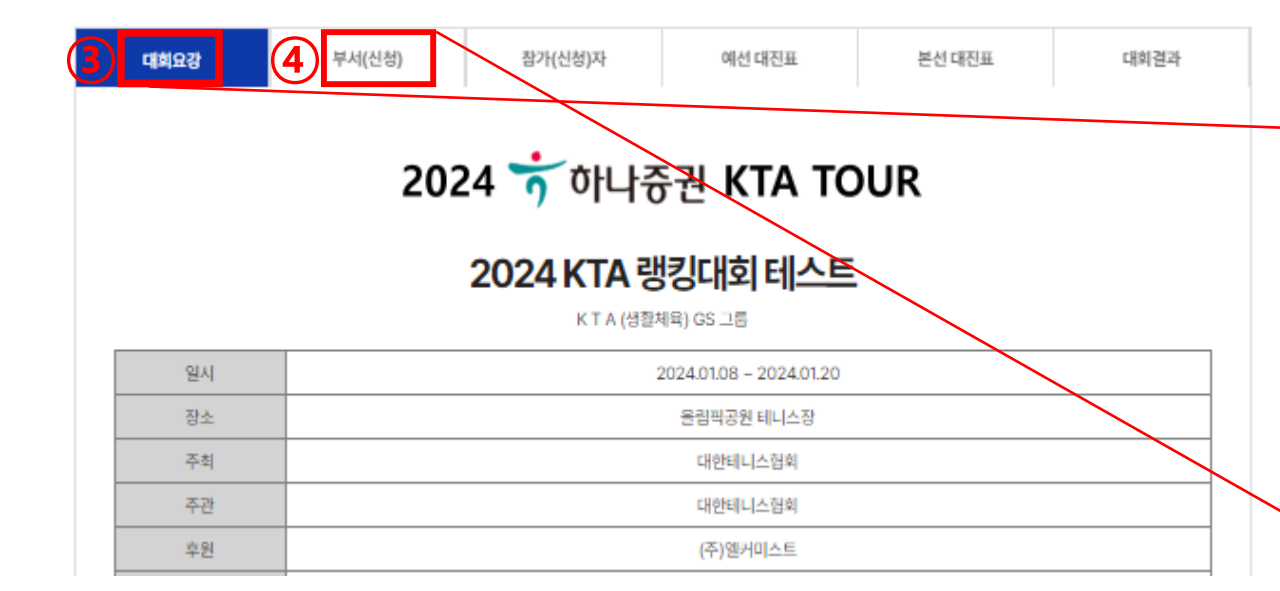 ③ 대회요강 ④ 부서(신청) 참가(신청)자 예선 대진표 본선 대진표 대회결과
2024 하나증권 KTA TOUR
2024 KTA 랭킹대회 테스트
K T A (생활체육) GS 그룹
일시 2024.01.08 – 2024.01.20
장소 올림픽공원 테니스장
주최 대한테니스협회
주관 대한테니스협회
후원 (주)엘커미스트